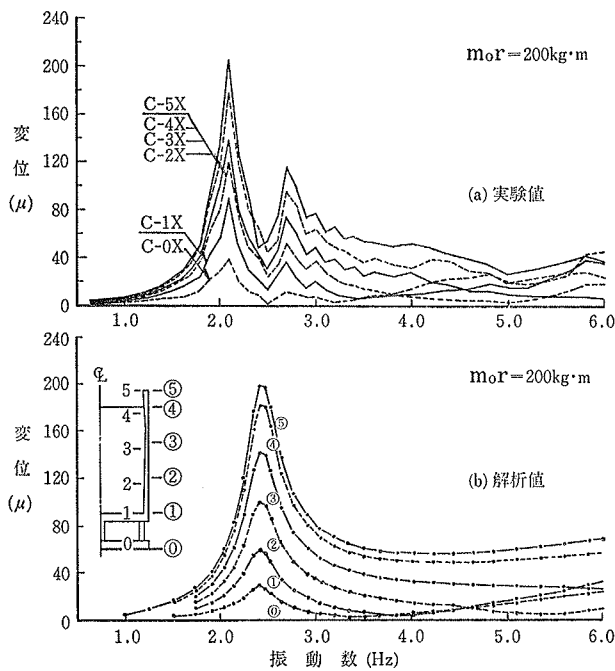 240
200
160
120
80
40
0
変位
(μ)
m₀r=200kg·m
C-5X
C-4X
C-3X
C-2X
C-1X
C-0X
(a)実験値
1.0
2.0
3.0
4.0
5.0
6.0
240
200
160
120
80
40
0
変位
(μ)
m₀r=200kg·m
℄
5 ⑤
4 ④
3 ③
2 ②
1 ①
0 ⓪
⑤
④
③
②
①
⓪
(b)解析値
1.0
2.0
3.0
4.0
5.0
6.0
振動数(Hz)